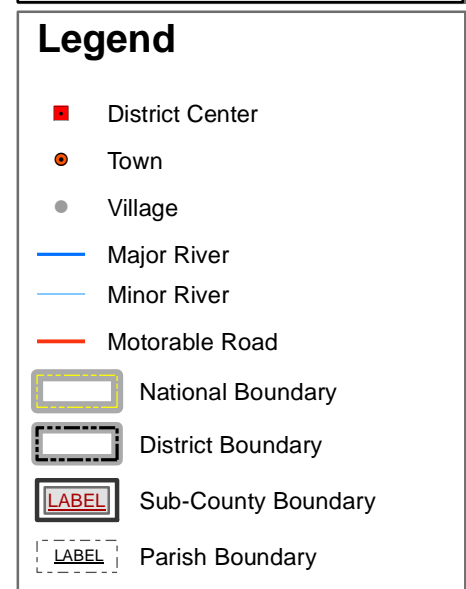 Legend
District Center
Town
Village
Major River
Minor River
Motorable Road
National Boundary
District Boundary
LABEL Sub-County Boundary
LABEL Parish Boundary